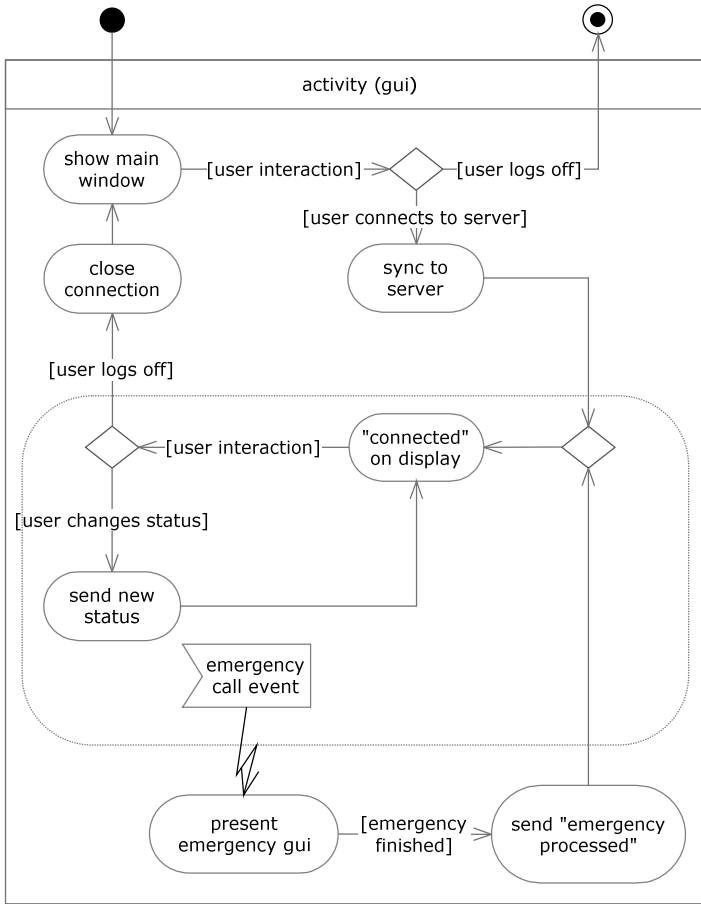 activity (gui)
show main
window
[user interaction]
[user logs off]
[user connects to server]
close
connection
sync to
server
[user logs off]
"connected"
on display
[user interaction]
[user changes status]
send new
status
emergency
call event
present
emergency gui
[emergency
finished]
send "emergency
processed"